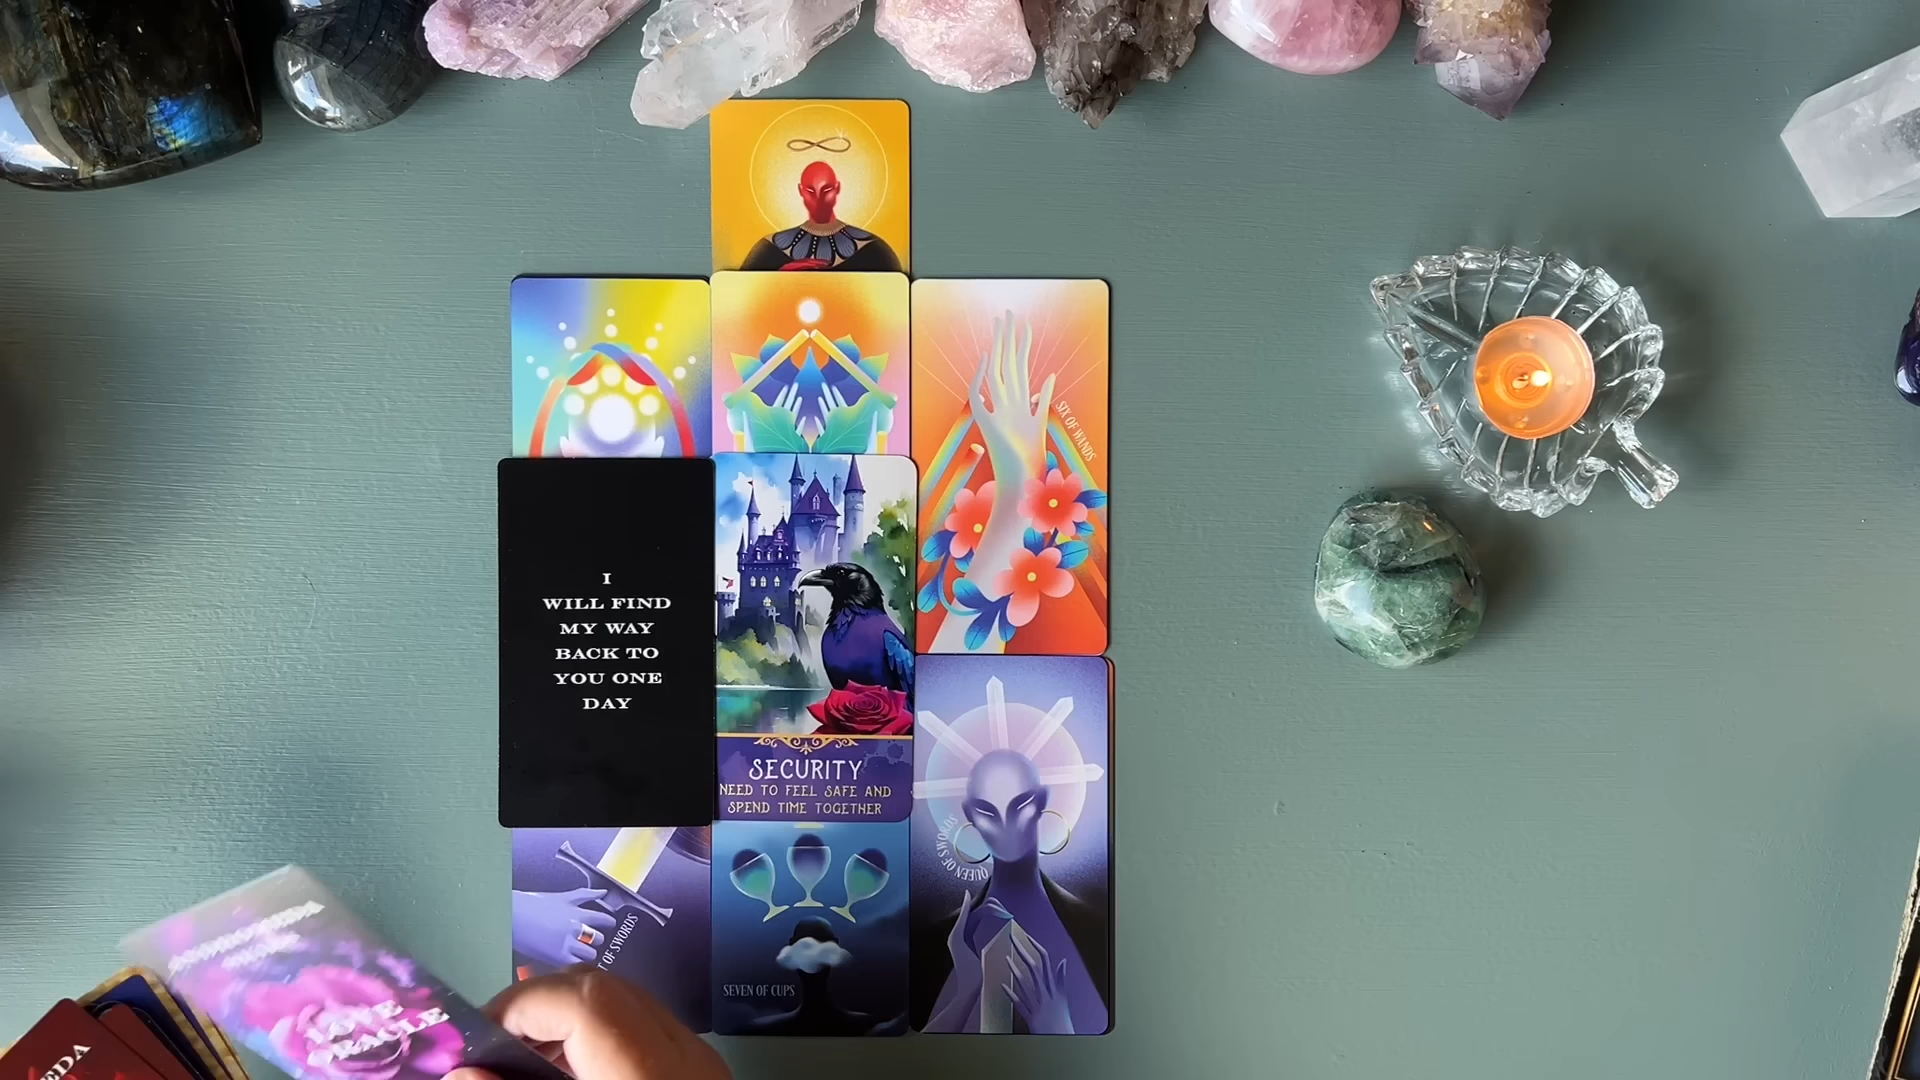 SIX OF WANDS
I
WILL FIND
MY WAY
BACK TO
YOU ONE
DAY
SECURITY
NEED TO FEEL SAFE AND
SPEND TIME TOGETHER
QUEEN OF SWORDS
OF SWORDS
SEVEN OF CUPS
LOVE
ORACLE